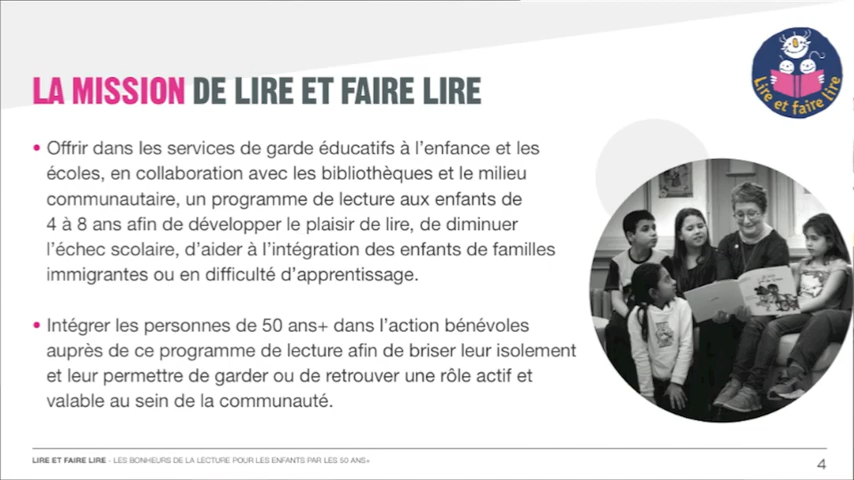 LA MISSION DE LIRE ET FAIRE LIRE
Lire et faire lire
• Offrir dans les services de garde éducatifs à l'enfance et les
écoles, en collaboration avec les bibliothèques et le milieu
communautaire, un programme de lecture aux enfants de
4 à 8 ans afin de développer le plaisir de lire, de diminuer
l'échec scolaire, d'aider à l'intégration des enfants de familles
immigrantes ou en difficulté d'apprentissage.
• Intégrer les personnes de 50 ans+ dans l'action bénévoles
auprès de ce programme de lecture afin de briser leur isolement
et leur permettre de garder ou de retrouver une rôle actif et
valable au sein de la communauté.
LIRE ET FAIRE LIRE - LES BONHEURS DE LA LECTURE POUR LES ENFANTS PAR LES 50 ANS+
4